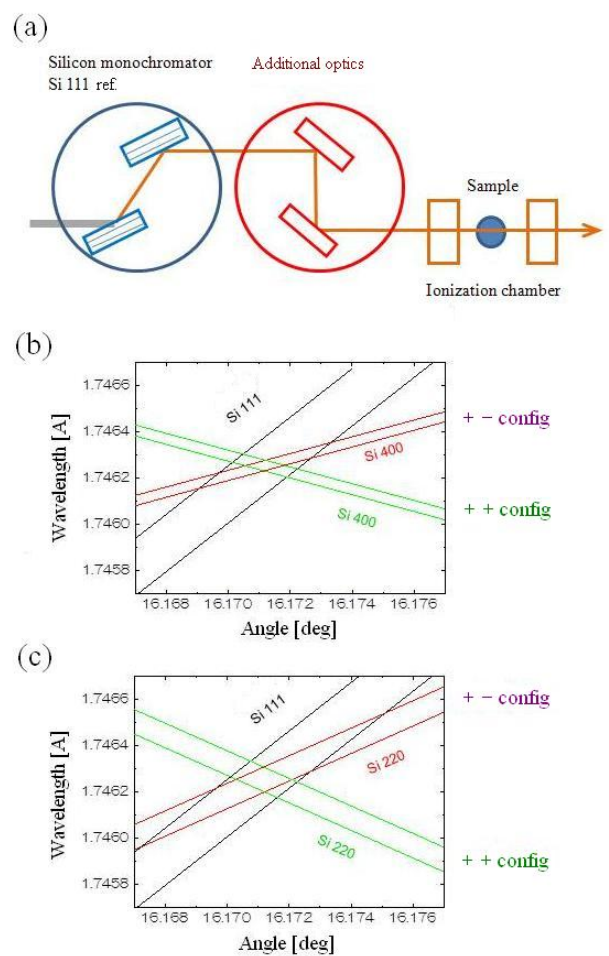 (a)
Silicon monochromator
Si 111 ref.
Additional optics
Sample
Ionization chamber
(b)
Wavelength [A]
1.7466
1.7464
1.7462
1.7460
1.7458
Si 111
Si 400
Si 400
+ − config
+ + config
16.168 16.170 16.172 16.174 16.176
Angle [deg]
(c)
Wavelength [A]
1.7466
1.7464
1.7462
1.7460
1.7458
Si 111
Si 220
Si 220
+ − config
+ + config
16.168 16.170 16.172 16.174 16.176
Angle [deg]